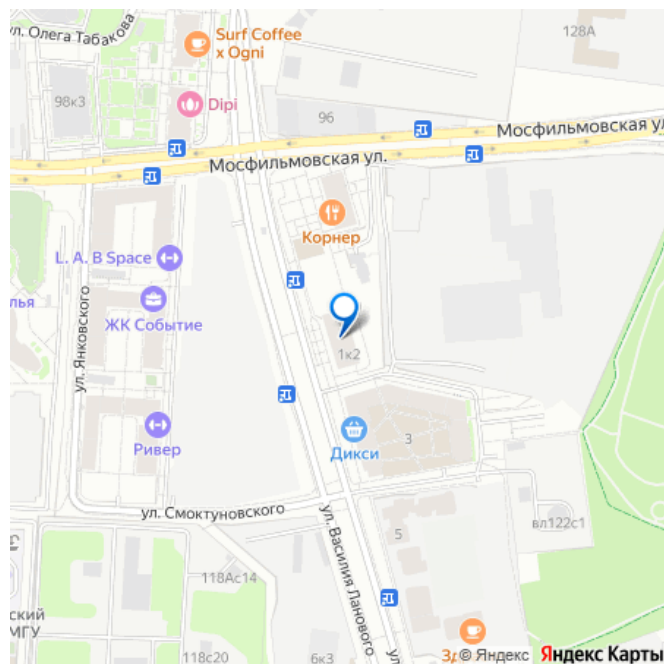 ул. Олега Табакова
Surf Coffee
x Ogni
128А
98к3
Dipi
96
Мосфильмовская ул.
Мосфильмовская ул.
Корнер
L. A. B Space
ЖК Событие
ул. Янковского
1к2
Ривер
Дикси
3
ул. Смоктуновского
ул. Василия Ланового
5
вл122с1
118Ас14
МГУ
118с20
6к3
© Яндекс
Яндекс Карты